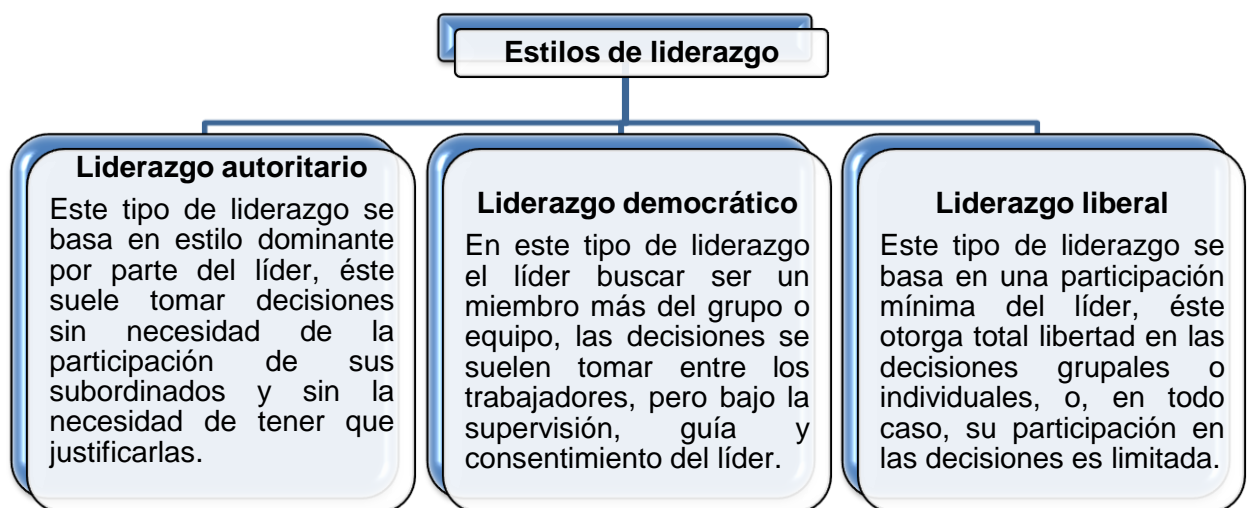 Estilos de liderazgo
Liderazgo autoritario
Este tipo de liderazgo se
basa en estilo dominante
por parte del líder, éste
suele tomar decisiones
sin necesidad de la
participación de sus
subordinados y sin la
necesidad de tener que
justificarlas.
Liderazgo democrático
En este tipo de liderazgo
el líder buscar ser un
miembro más del grupo o
equipo, las decisiones se
suelen tomar entre los
trabajadores, pero bajo la
supervisión, guía y
consentimiento del líder.
Liderazgo liberal
Este tipo de liderazgo se
basa en una participación
mínima del líder, éste
otorga total libertad en las
decisiones grupales o
individuales, o, en todo
caso, su participación en
las decisiones es limitada.